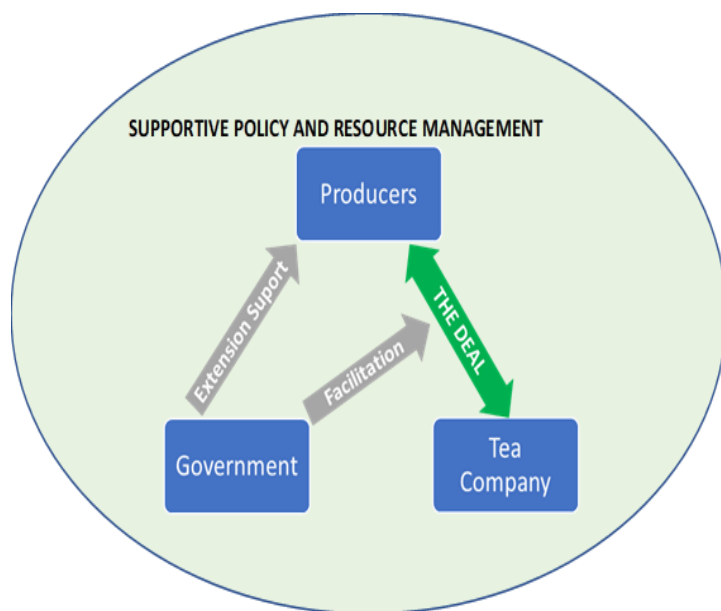 SUPPORTIVE POLICY AND RESOURCE MANAGEMENT
Producers
Extension Suport
Facilitation
THE DEAL
Government
Tea
Company